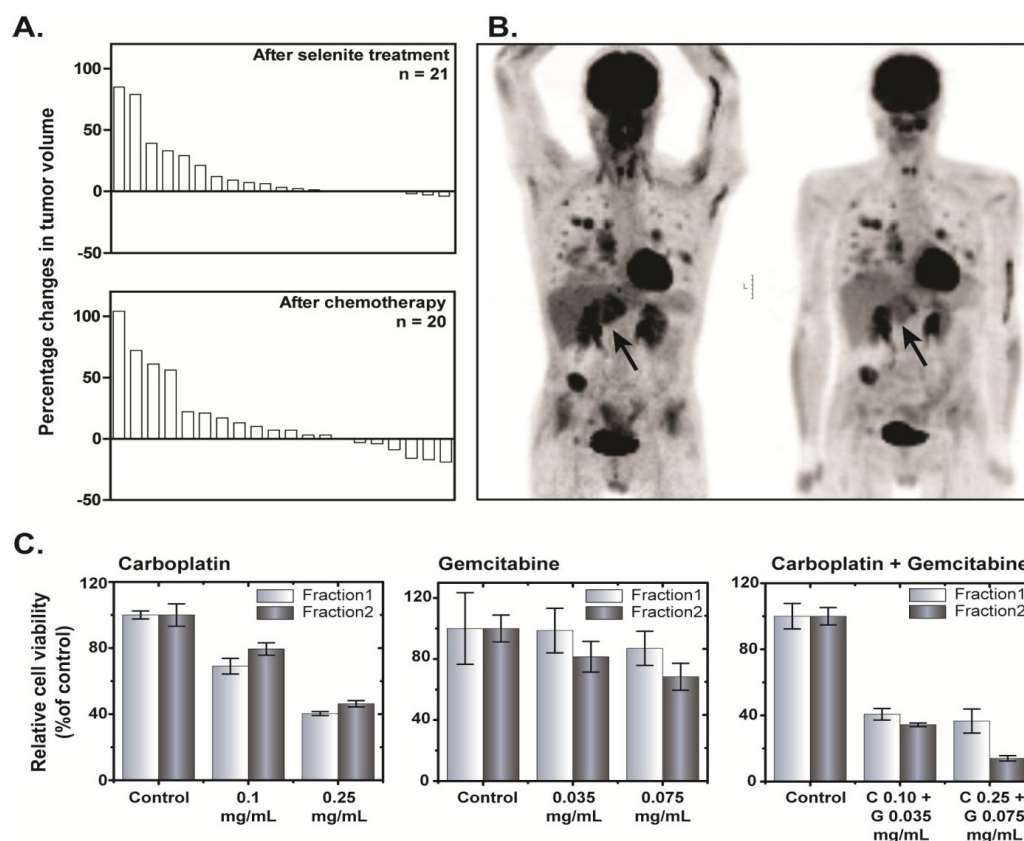 A.
B.
After selenite treatment
n = 21
100
50
0
-50
Percentage changes in tumor volume
After chemotherapy
n = 20
100
50
0
-50
L
C.
Carboplatin
Relative cell viability
(% of control)
120
80
40
0
Fraction1
Fraction2
Control
0.1
mg/mL
0.25
mg/mL
Gemcitabine
120
80
40
0
Fraction1
Fraction2
Control
0.035
mg/mL
0.075
mg/mL
Carboplatin + Gemcitabine
120
80
40
0
Fraction1
Fraction2
Control
C 0.10 +
G 0.035
mg/mL
C 0.25 +
G 0.075
mg/mL